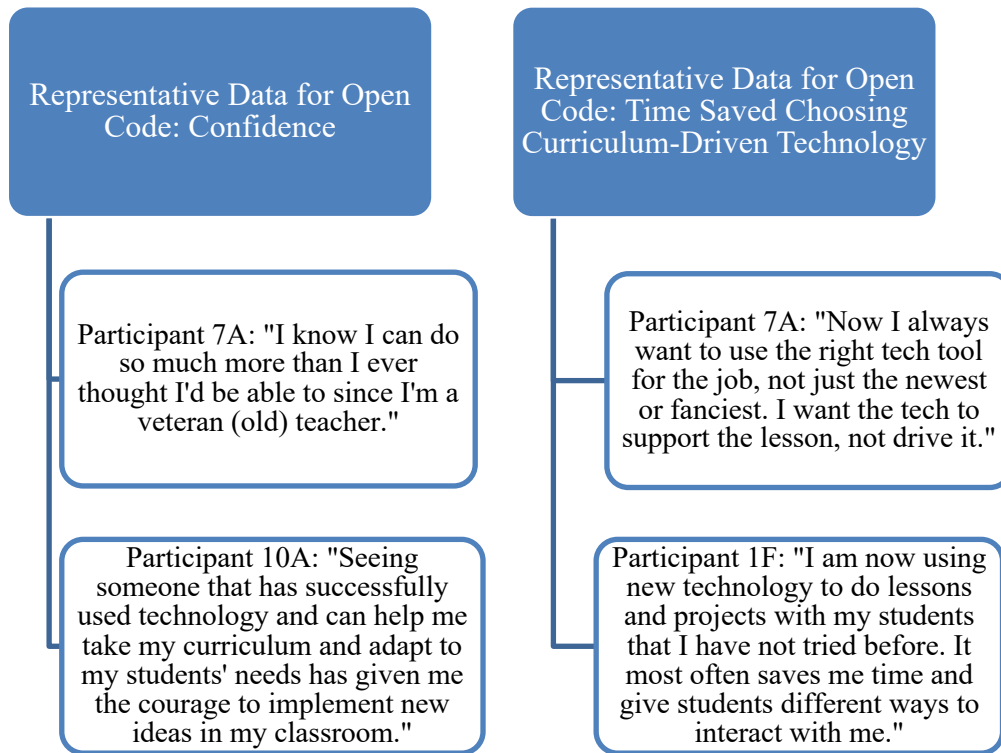 Representative Data for Open
Code: Confidence
Participant 7A: "I know I can do
so much more than I ever
thought I'd be able to since I'm a
veteran (old) teacher."
Participant 10A: "Seeing
someone that has successfully
used technology and can help me
take my curriculum and adapt to
my students' needs has given me
the courage to implement new
ideas in my classroom."
Representative Data for Open
Code: Time Saved Choosing
Curriculum-Driven Technology
Participant 7A: "Now I always
want to use the right tech tool
for the job, not just the newest
or fanciest. I want the tech to
support the lesson, not drive it."
Participant 1F: "I am now using
new technology to do lessons
and projects with my students
that I have not tried before. It
most often saves me time and
give students different ways to
interact with me."